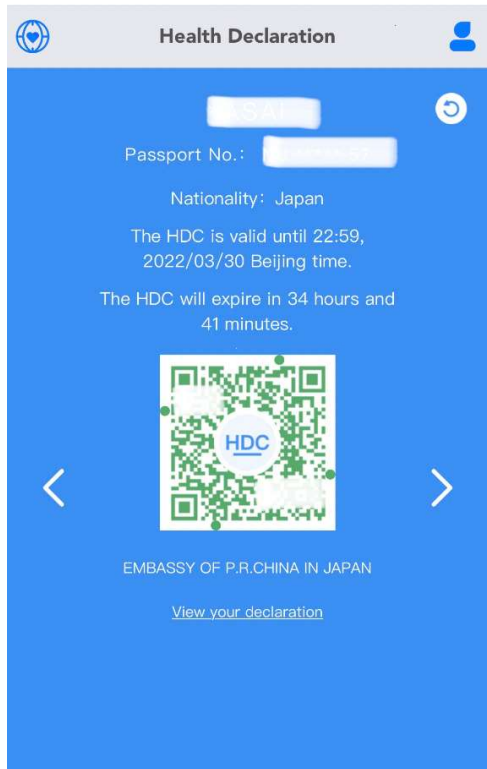 Health Declaration
Passport No.:
Nationality: Japan
The HDC is valid until 22:59,
2022/03/30 Beijing time.
The HDC will expire in 34 hours and
41 minutes.
HDC
EMBASSY OF P.R.CHINA IN JAPAN
View your declaration